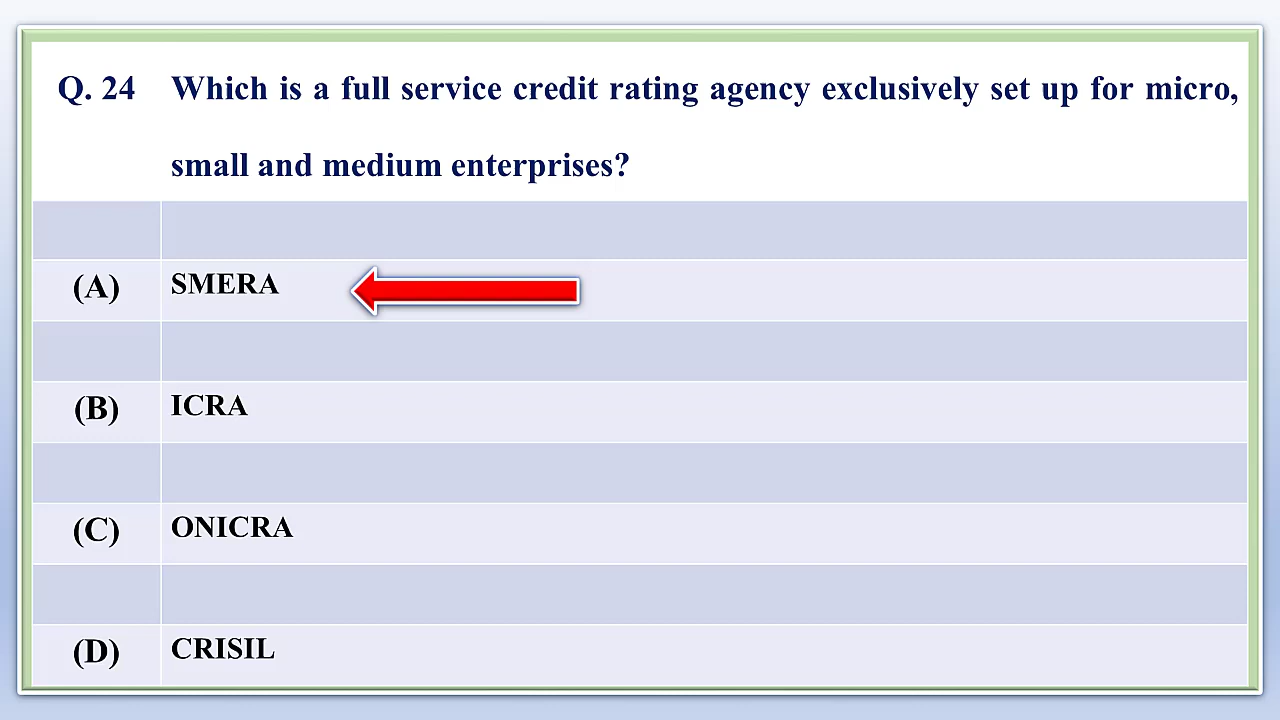 Q. 24 Which is a full service credit rating agency exclusively set up for micro,
small and medium enterprises?
(A) SMERA
(B) ICRA
(C) ONICRA
(D) CRISIL